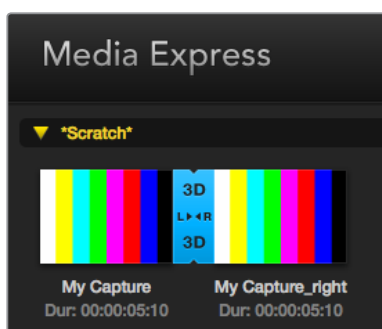 Media Express
*Scratch*
3D
L R
3D
My Capture My Capture_right
Dur: 00:00:05:10 Dur: 00:00:05:10